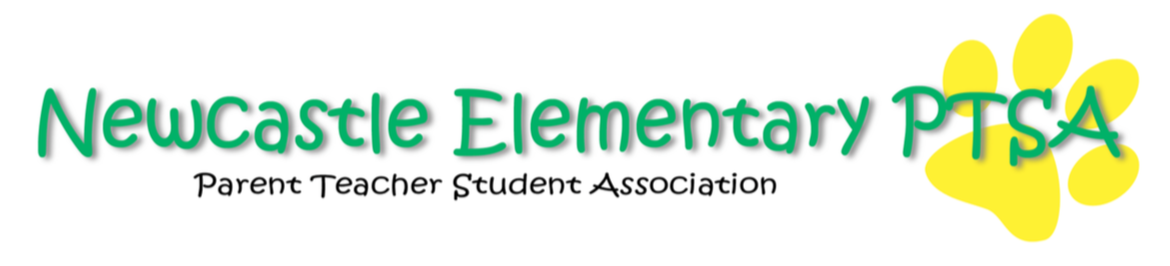 Newcastle Elementary PTSA
Parent Teacher Student Association